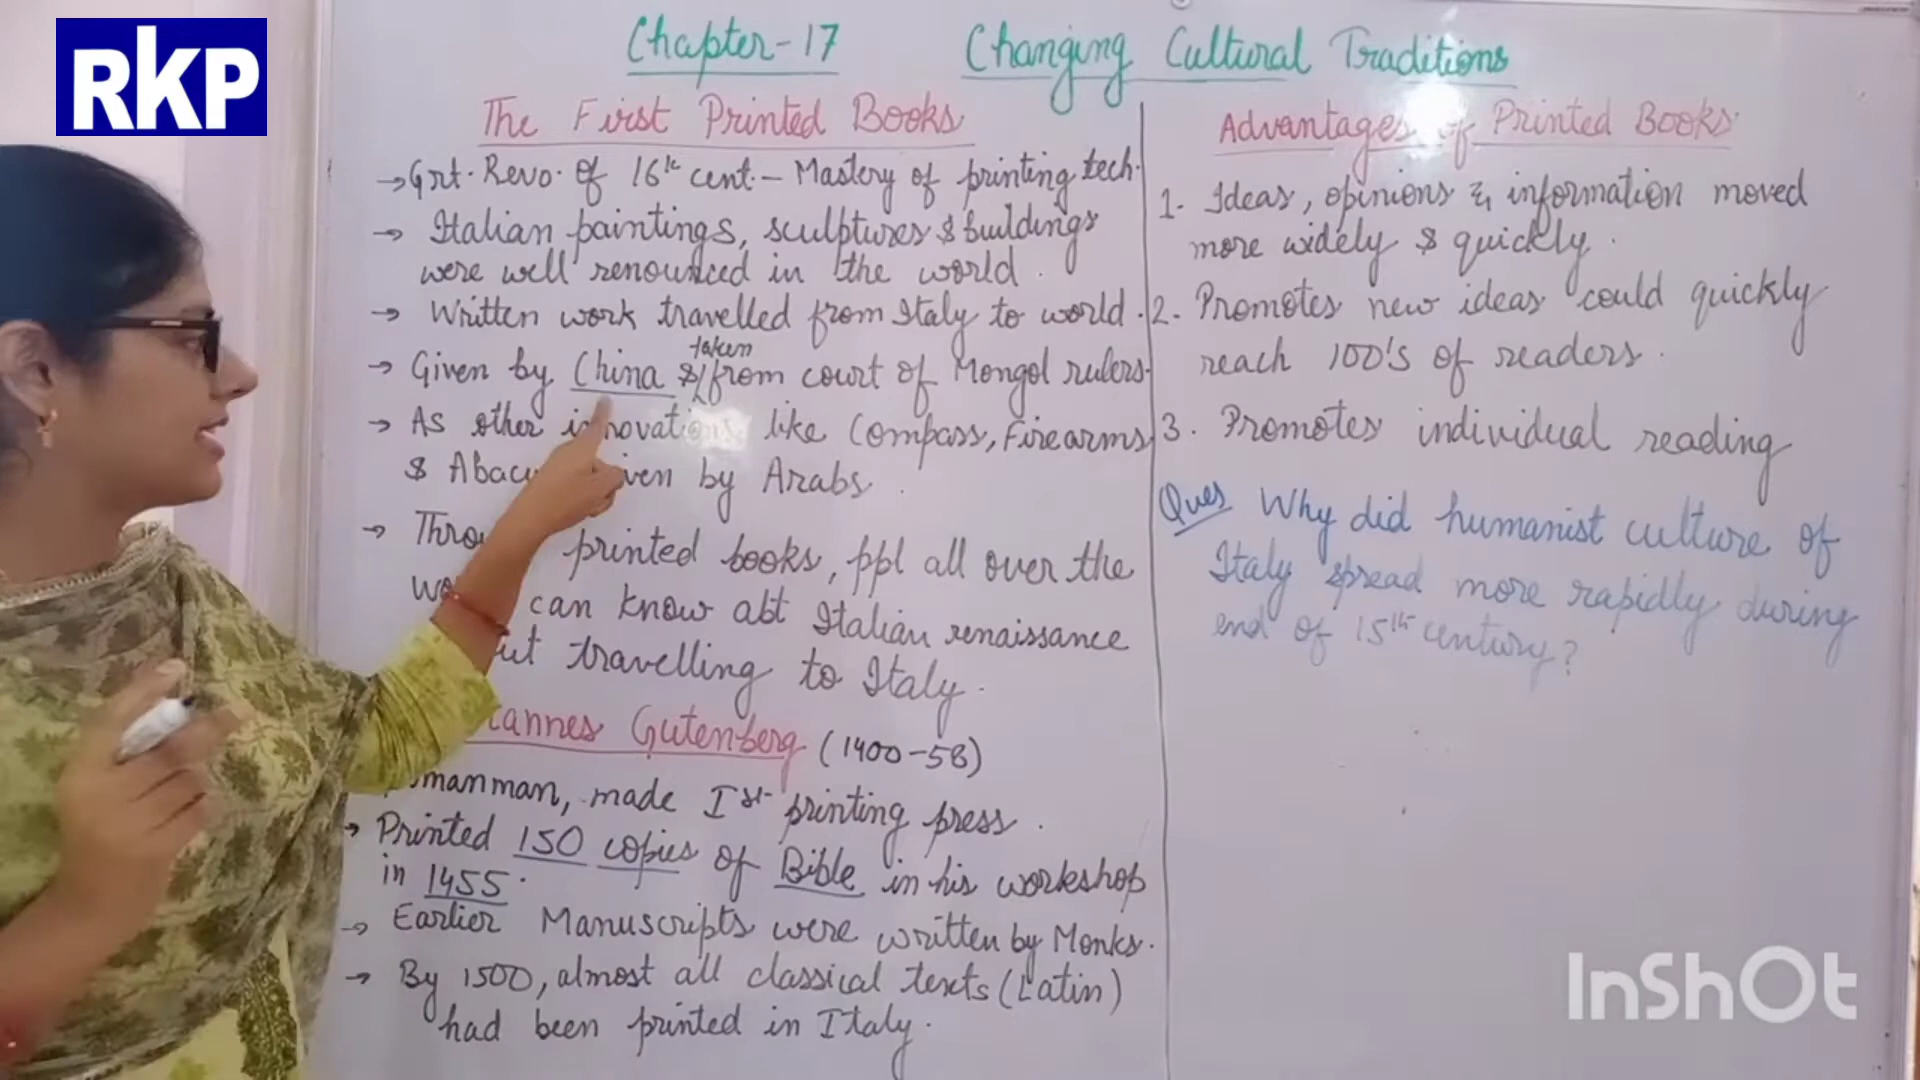 RKP
Chapter-17 Changing Cultural Traditions
The First Printed Books
→ Grt. Revo. of 16th cent. – Mastery of printing tech.
→ Italian paintings, sculptures & buildings
were well renounced in the world.
→ Written work travelled from Italy to world.
taken
→ Given by China & from court of Mongol rulers.
→ As other innovations like Compass, Firearms
& Abacu by Arabs.
→ printed books, ppl all over the
can know abt Italian renaissance
travelling to Italy.
Gutenberg (1400-58)
man, made Ist printing press.
→ Printed 150 copies of Bible in his workshop
in 1455.
→ Earlier Manuscripts were written by Monks.
→ By 1500, almost all classical texts (Latin)
had been printed in Italy.
Advantages of Printed Books.
1. Ideas, opinions & information moved
more widely & quickly.
2. Promotes new ideas could quickly
reach 100's of readers.
3. Promotes individual reading
Ques Why did humanist culture of
Italy spread more rapidly during
end of 15th century?
InShOt